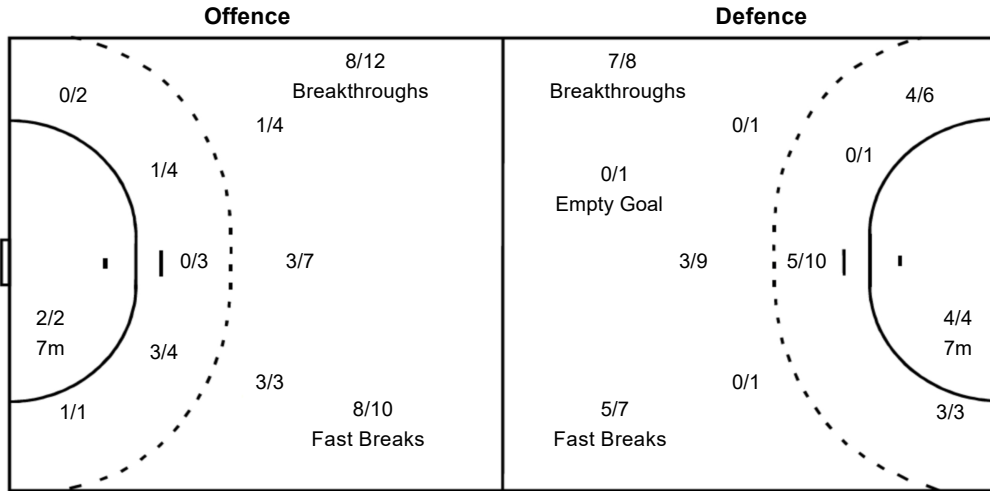 Offence
Defence
8/12
Breakthroughs
7/8
Breakthroughs
0/2
4/6
1/4
0/1
1/4
0/1
0/1
Empty Goal
0/3
3/7
3/9
5/10
2/2
7m
4/4
7m
3/4
3/3
0/1
1/1
8/10
Fast Breaks
5/7
Fast Breaks
3/3